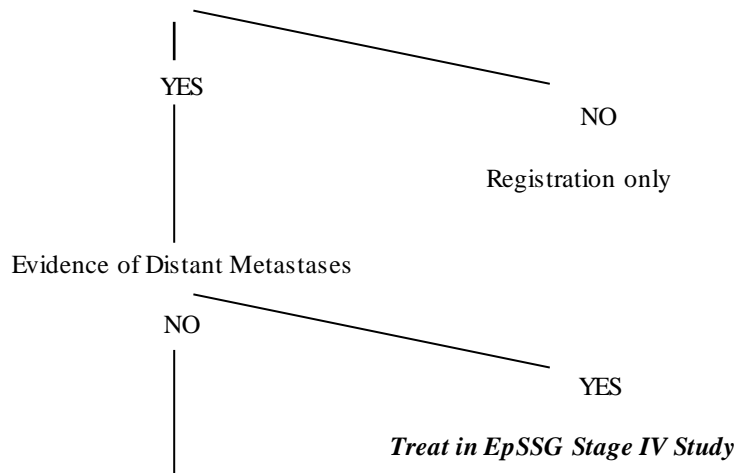 YES
NO
Registration only
Evidence of Distant Metastases
NO
YES
Treat in EpSSG Stage IV Study